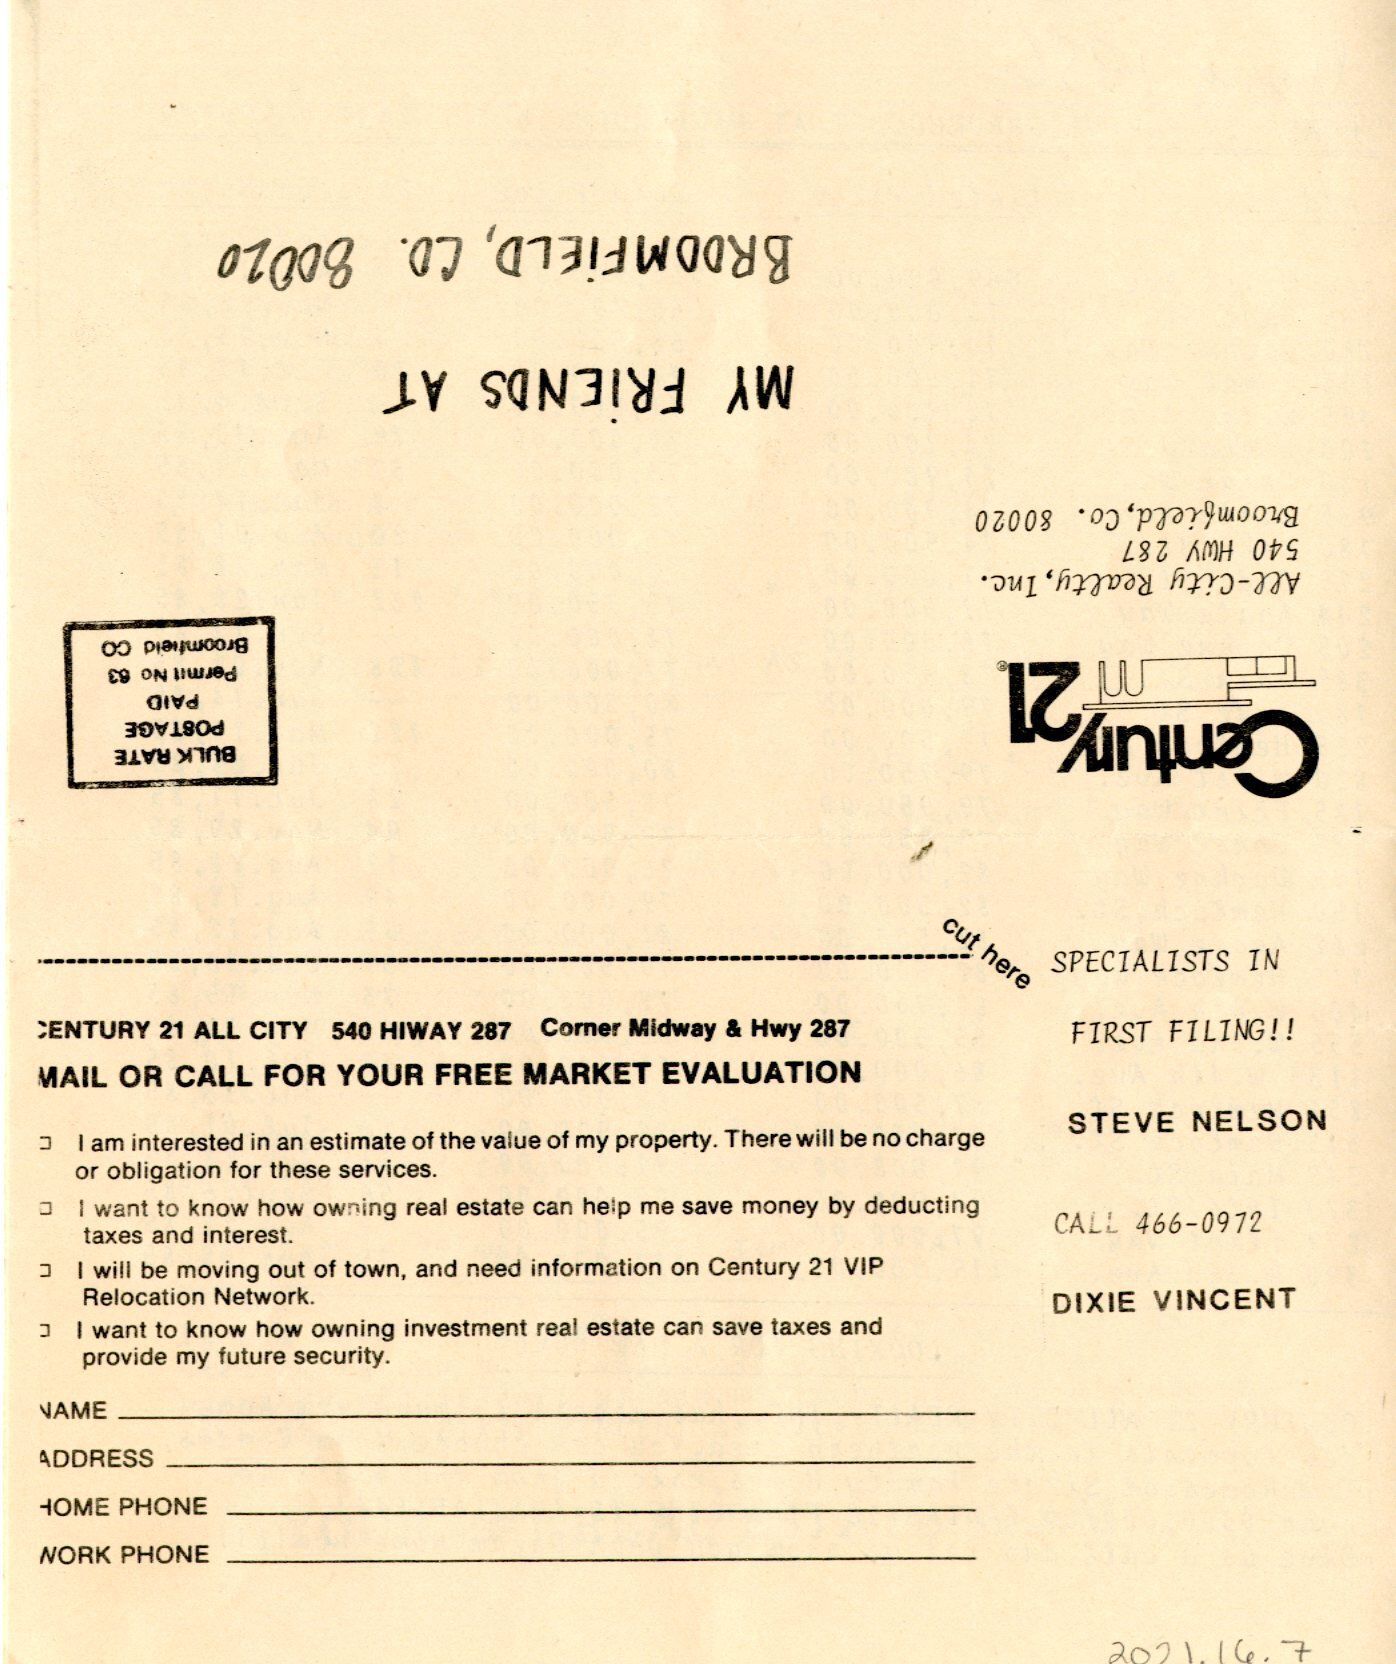 Century 21®
All-City Realty, Inc.
540 HWY 287
Broomfield, Co. 80020
BULK RATE
POSTAGE
PAID
Permit No 63
Broomfield CO
MY FRIENDS AT
BROOMFIELD, CO. 80020
cut here
CENTURY 21 ALL CITY 540 HIWAY 287 Corner Midway & Hwy 287
MAIL OR CALL FOR YOUR FREE MARKET EVALUATION
I am interested in an estimate of the value of my property. There will be no charge
or obligation for these services.
I want to know how owning real estate can help me save money by deducting
taxes and interest.
I will be moving out of town, and need information on Century 21 VIP
Relocation Network.
I want to know how owning investment real estate can save taxes and
provide my future security.
NAME
ADDRESS
HOME PHONE
WORK PHONE
SPECIALISTS IN
FIRST FILING!!
STEVE NELSON
CALL 466-0972
DIXIE VINCENT
2021.16.7